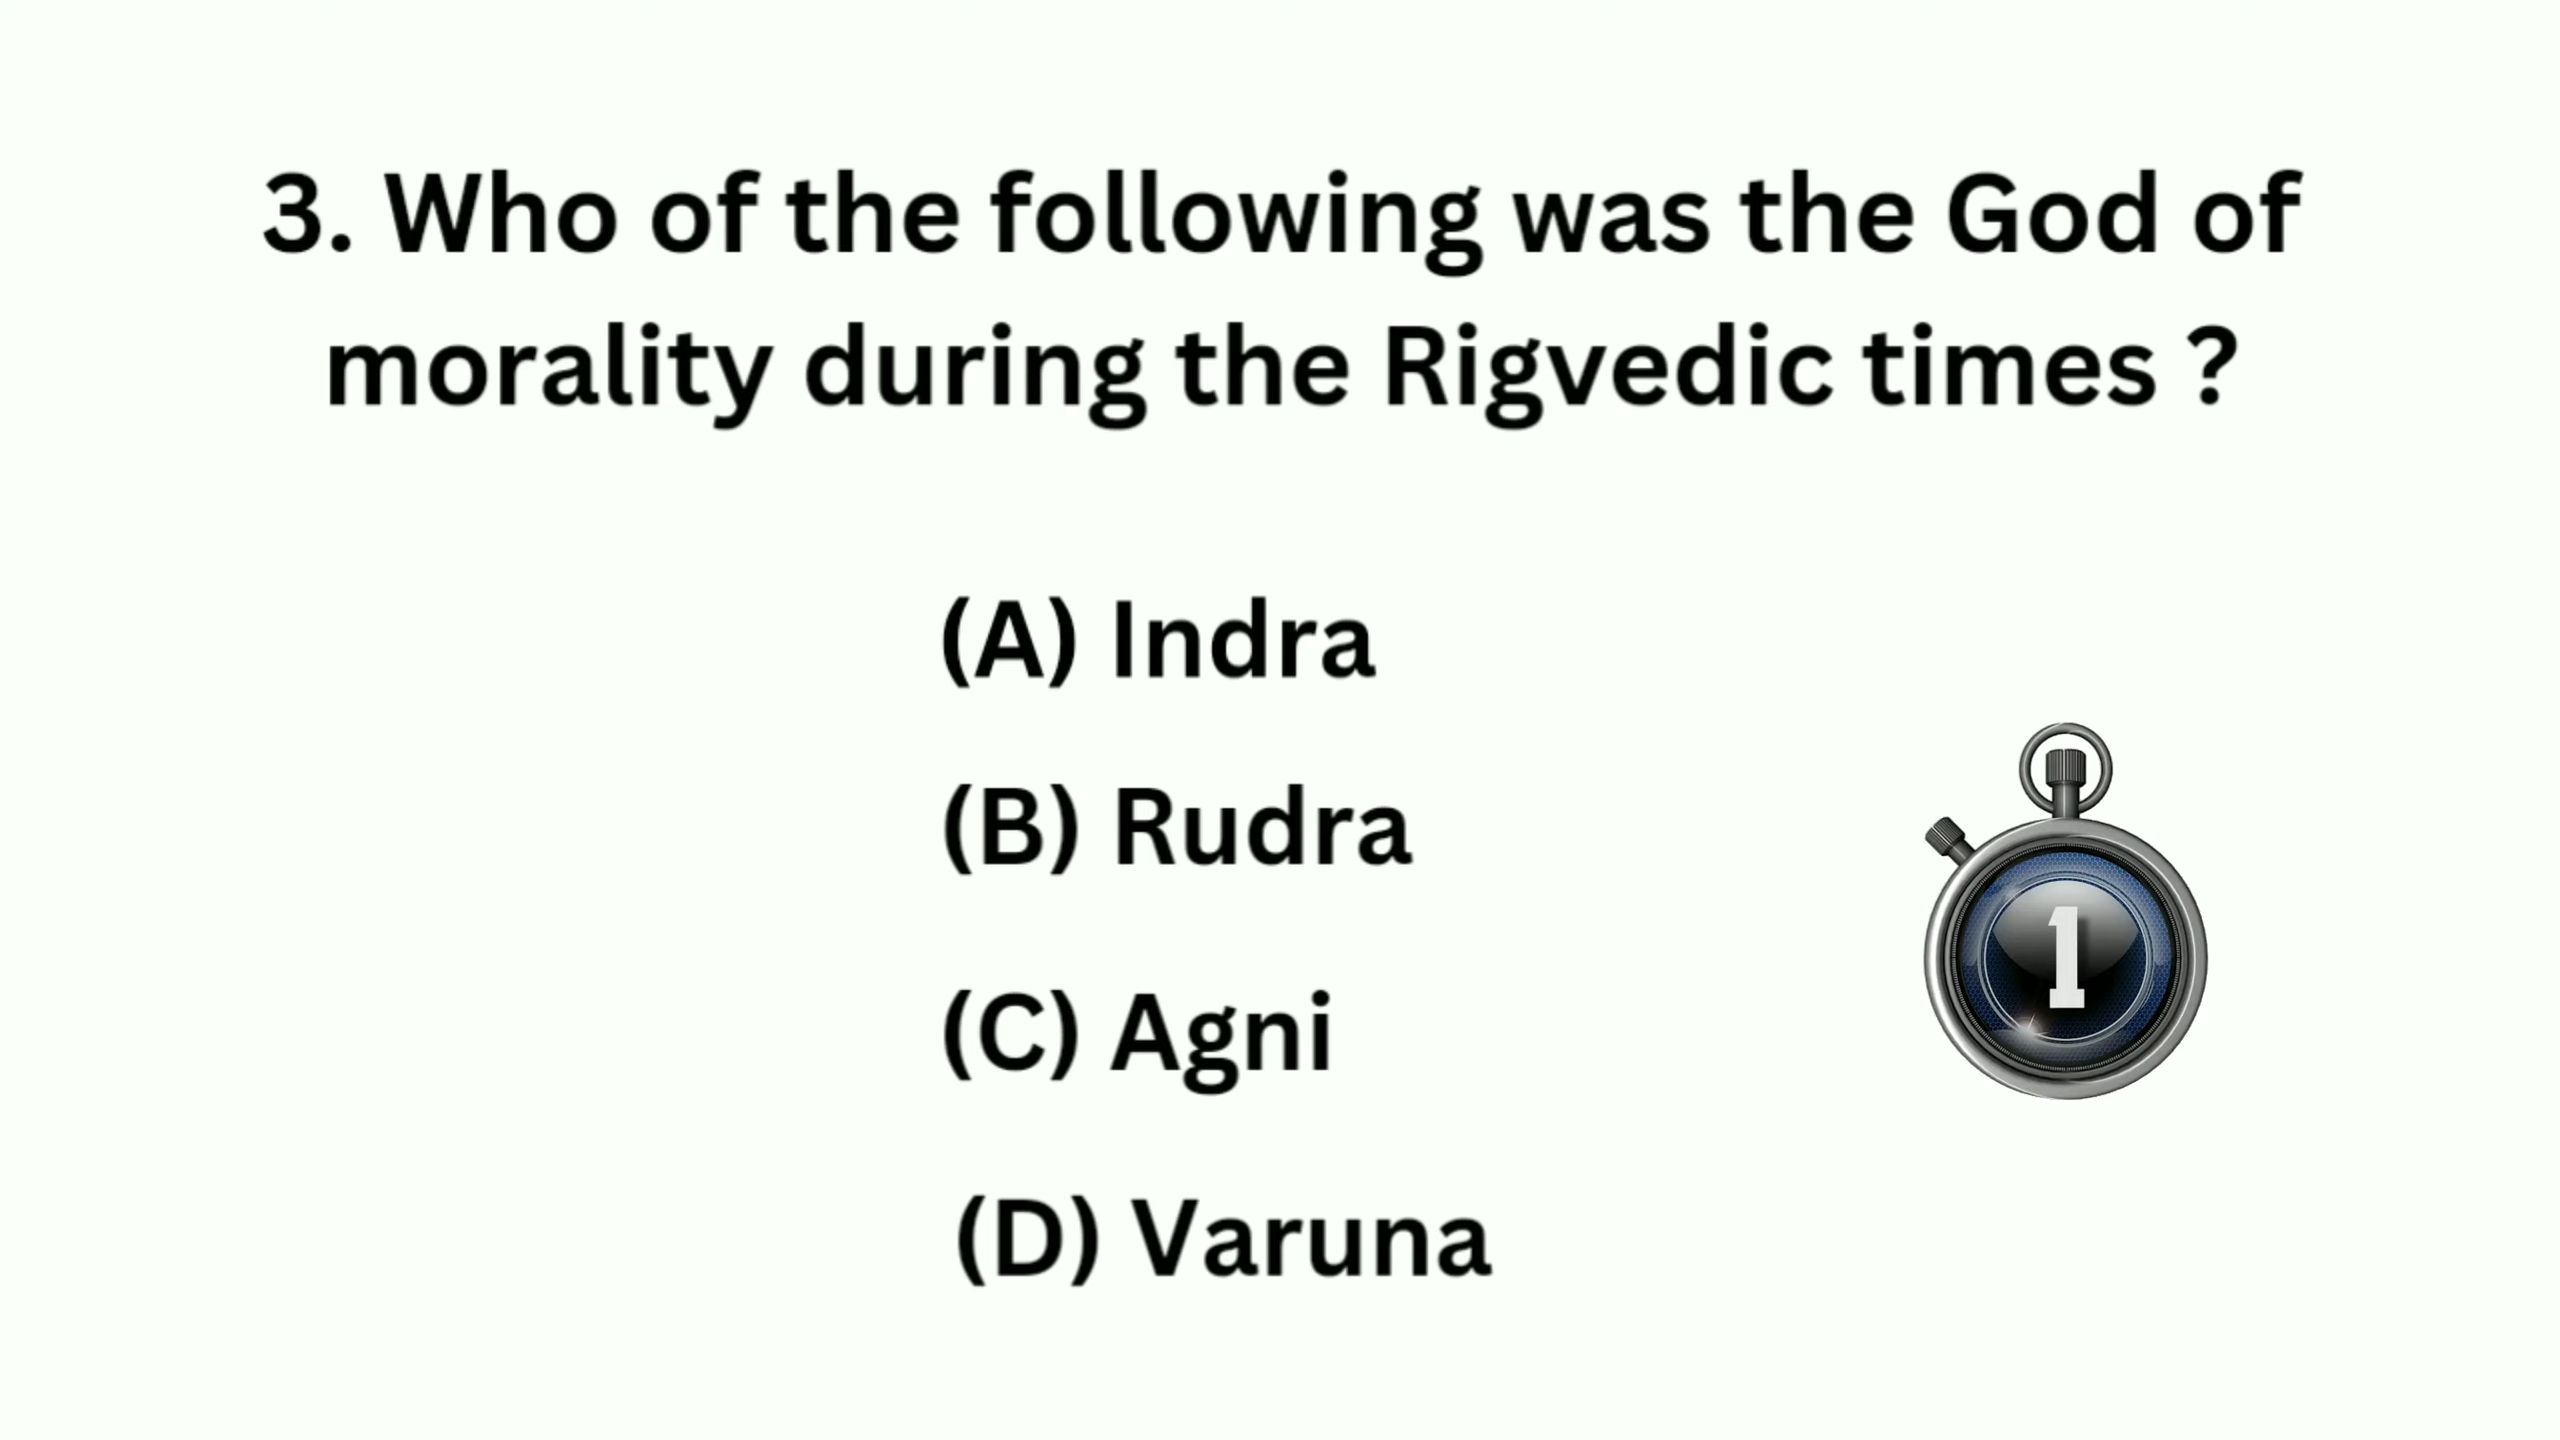 3. Who of the following was the God of
morality during the Rigvedic times ?
(A) Indra
(B) Rudra
(C) Agni
(D) Varuna
1